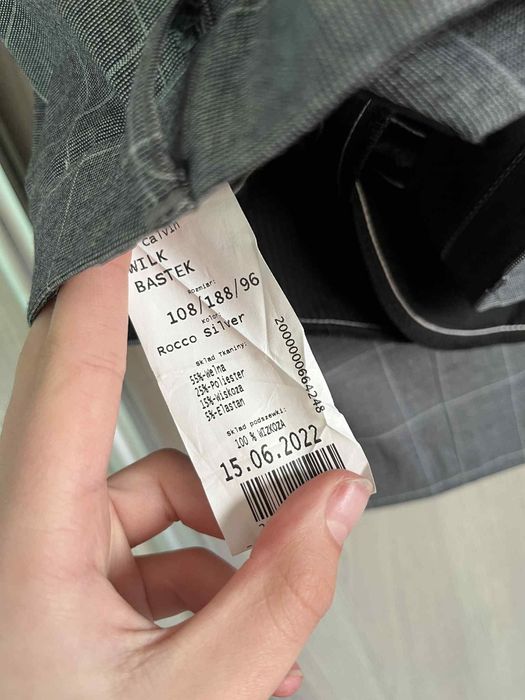 Calvin
WILK
BASTEK
Rozmiar:
108/188/96
Kolor:
Rocco Silver
Skład Tkaniny:
55%-Wełna
25%-Poliester
15%-Wiskoza
5%-Elastan
Skład podszewki:
100 % WIZKOZA
15.06.2022
2000000664248